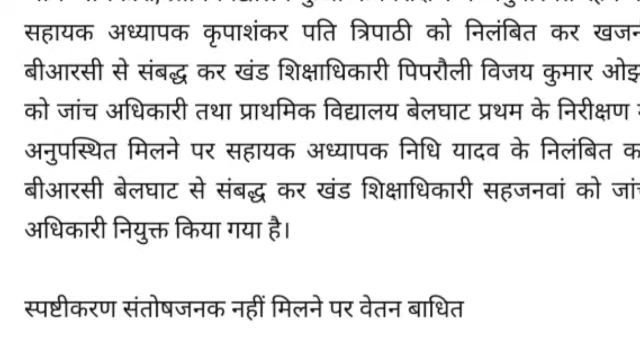 सहायक अध्यापक कृपाशंकर पति त्रिपाठी को निलंबित कर
बीआरसी से संबद्ध कर खंड शिक्षाधिकारी पिपरौली विजय कुमार
को जांच अधिकारी तथा प्राथमिक विद्यालय बेलघाट प्रथम के निरीक्षण
अनुपस्थित मिलने पर सहायक अध्यापक निधि यादव के निलंबित
बीआरसी बेलघाट से संबद्ध कर खंड शिक्षाधिकारी सहजनवां को
अधिकारी नियुक्त किया गया है।
स्पष्टीकरण संतोषजनक नहीं मिलने पर वेतन बाधित